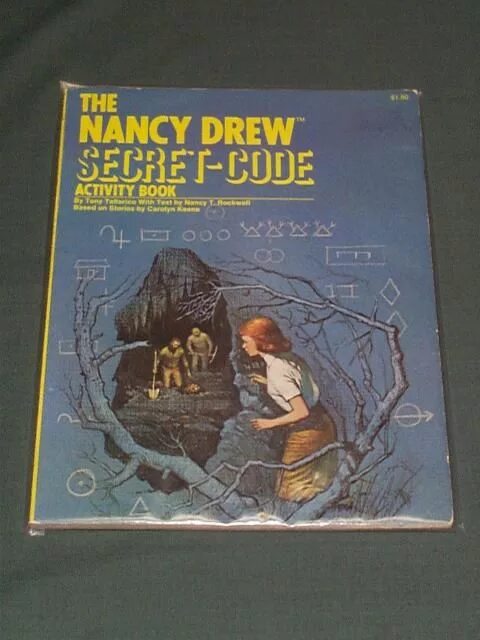 $1.50
THE
NANCY DREW™
SECRET-CODE
ACTIVITY BOOK
By Tony Tallarico With Text by Nancy T. Rockwell
Based on Stories by Carolyn Keene